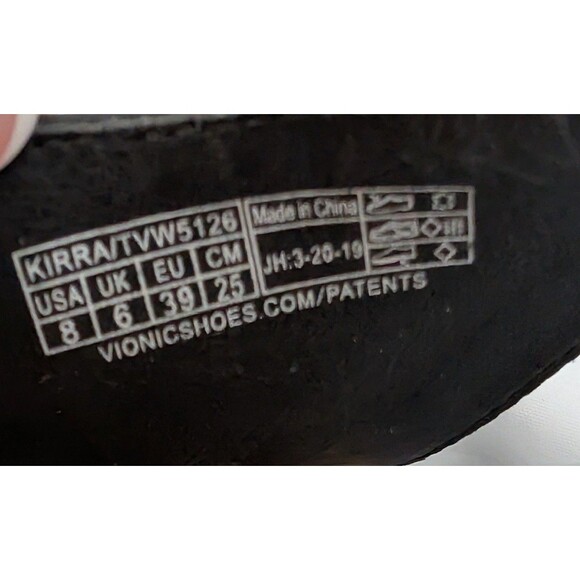 KIRRA/TVW5126
USA UK EU CM
8 6 39 25
Made in China
JH:3-20-19
VIONICSHOES.COM/PATENTS